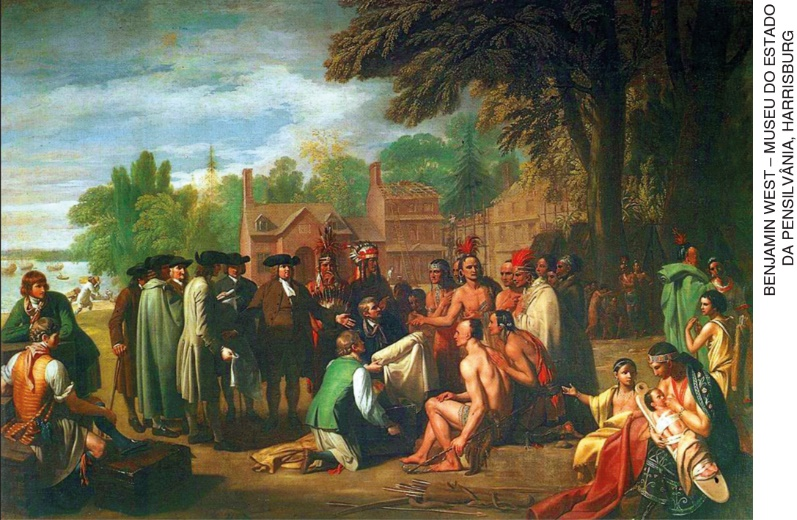 BENJAMIN WEST – MUSEU DO ESTADO
DA PENSILVÂNIA, HARRISBURG